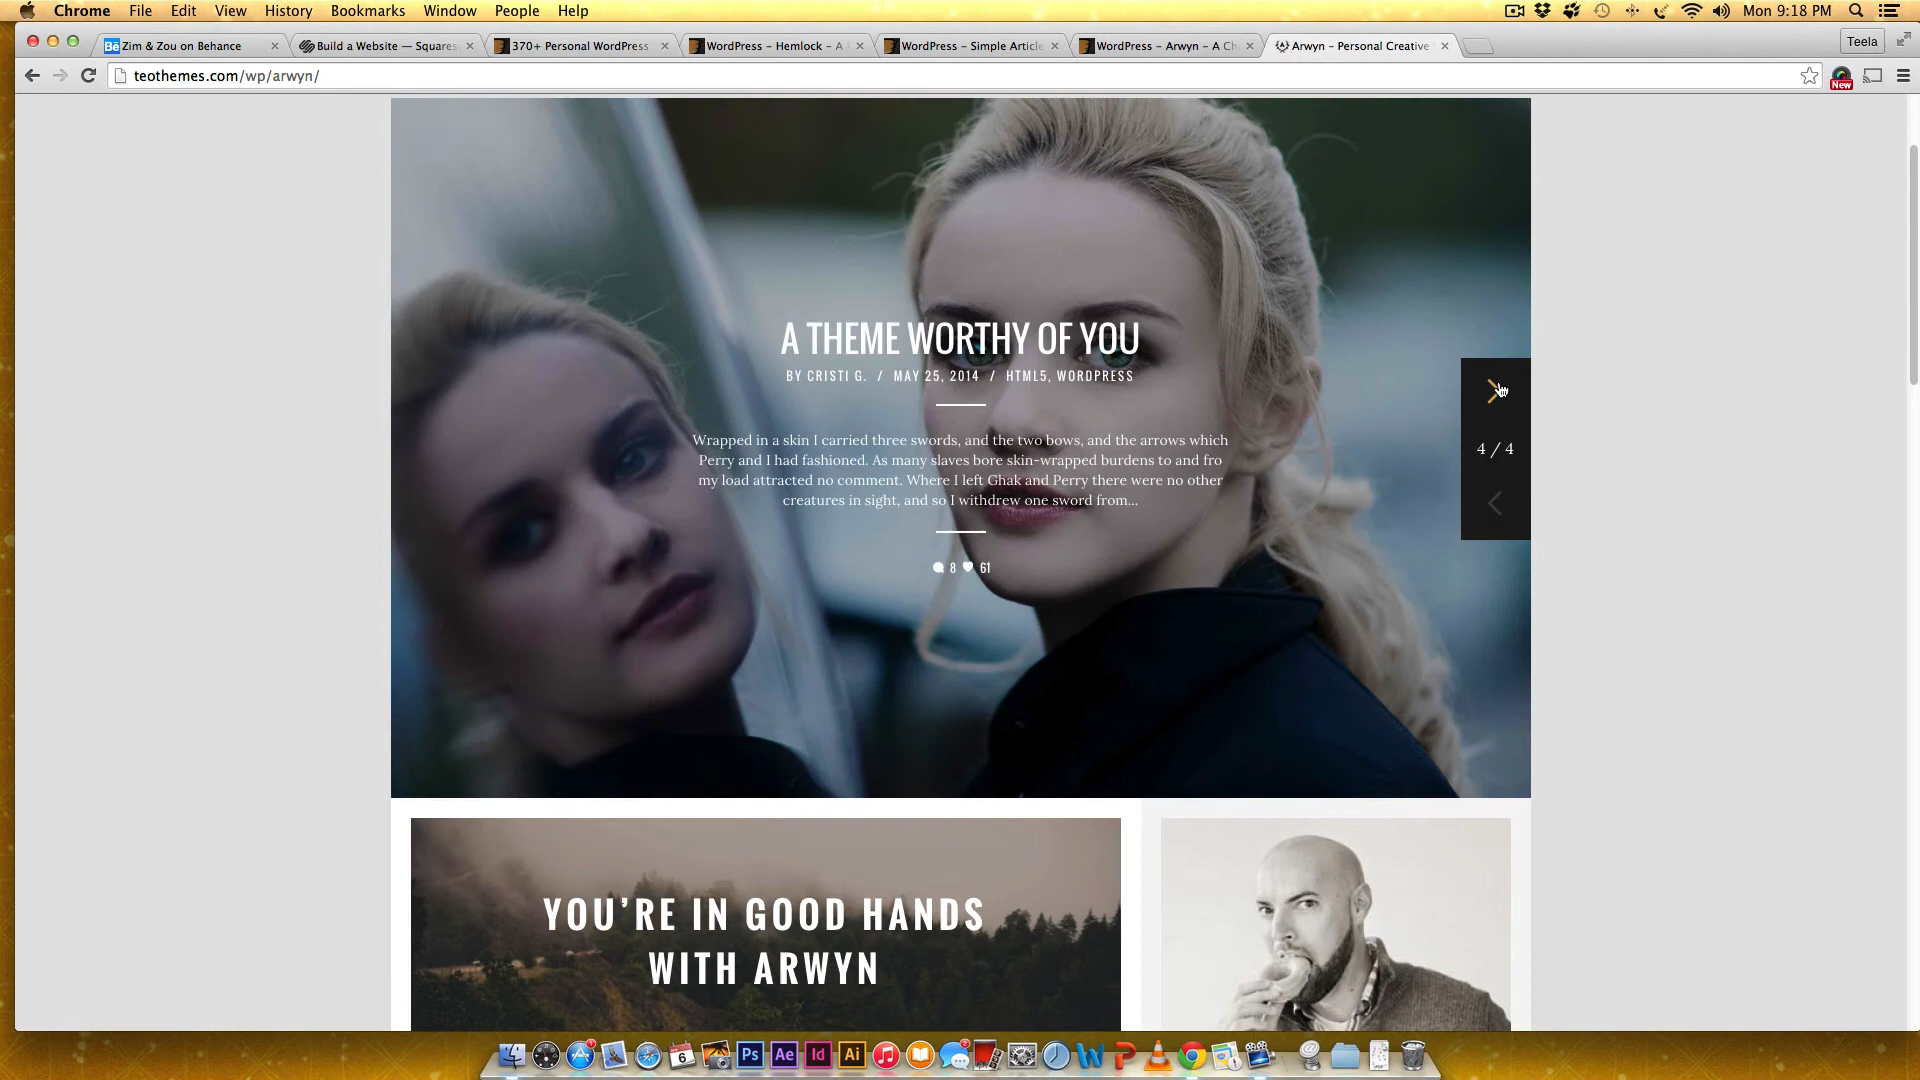 Chrome File Edit View History Bookmarks Window People Help Mon 9:18 PM
Zim & Zou on Behance Build a Website — Squares 370+ Personal WordPress WordPress - Hemlock - A WordPress - Simple Article WordPress - Arwyn - A Ch Arwyn - Personal Creative Teela
teothemes.com/wp/arwyn/ New
A THEME WORTHY OF YOU
BY CRISTI G. / MAY 25, 2014 / HTML5, WORDPRESS
Wrapped in a skin I carried three swords, and the two bows, and the arrows which
Perry and I had fashioned. As many slaves bore skin-wrapped burdens to and fro
my load attracted no comment. Where I left Ghak and Perry there were no other
creatures in sight, and so I withdrew one sword from...
8 61
4 / 4
YOU'RE IN GOOD HANDS
WITH ARWYN
6 Ps Ae Id Ai